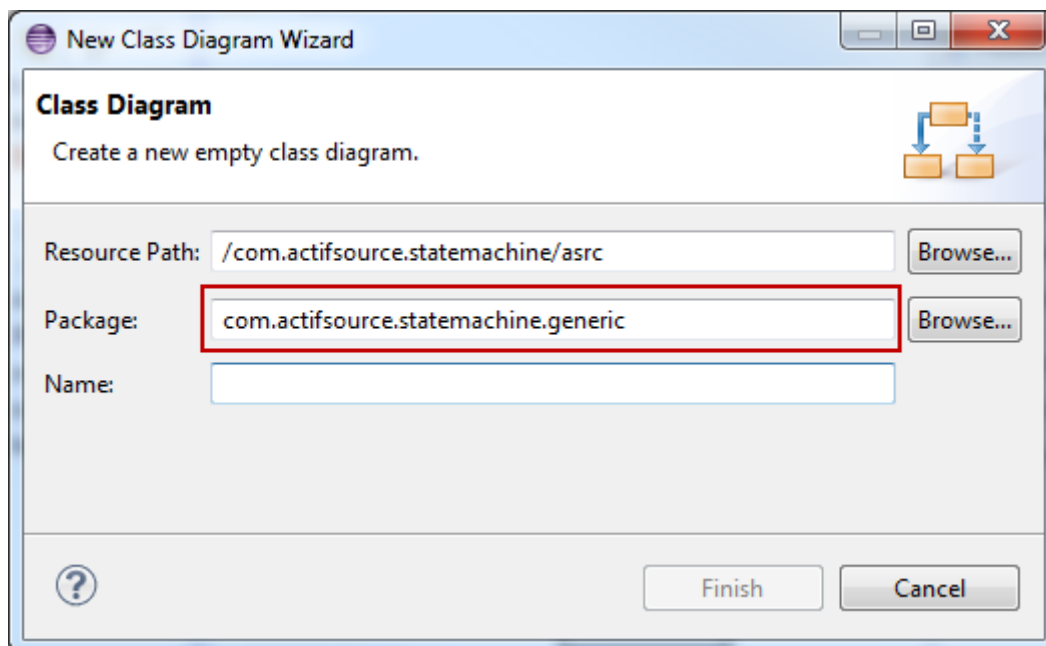 New Class Diagram Wizard
Class Diagram
Create a new empty class diagram.
Resource Path: /com.actifsource.statemachine/asrc Browse...
Package: com.actifsource.statemachine.generic Browse...
Name:
? Finish Cancel